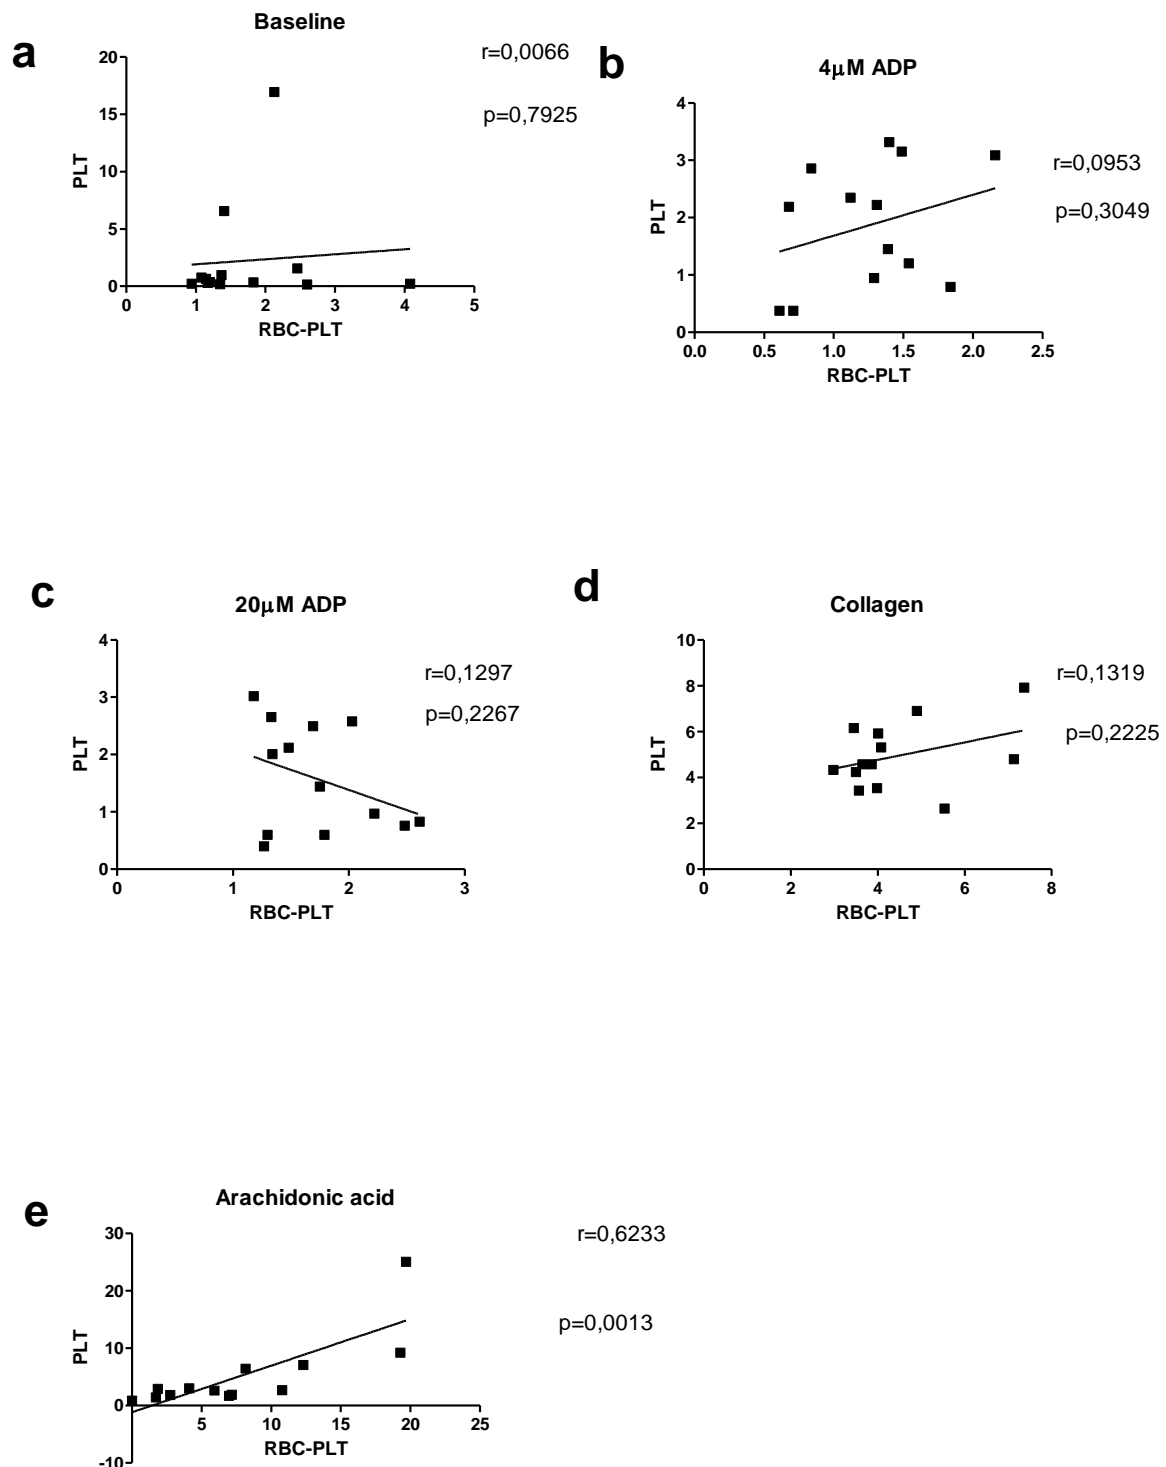 a
Baseline
r=0,0066
p=0,7925
20
15
10
5
0
PLT
0 1 2 3 4 5
RBC-PLT
b
4μM ADP
r=0,0953
p=0,3049
4
3
2
1
0
PLT
0.0 0.5 1.0 1.5 2.0 2.5
RBC-PLT
c
20μM ADP
r=0,1297
p=0,2267
4
3
2
1
0
PLT
0 1 2 3
RBC-PLT
d
Collagen
r=0,1319
p=0,2225
10
8
6
4
2
0
PLT
0 2 4 6 8
RBC-PLT
e
Arachidonic acid
r=0,6233
p=0,0013
30
20
10
0
-10
PLT
5 10 15 20 25
RBC-PLT